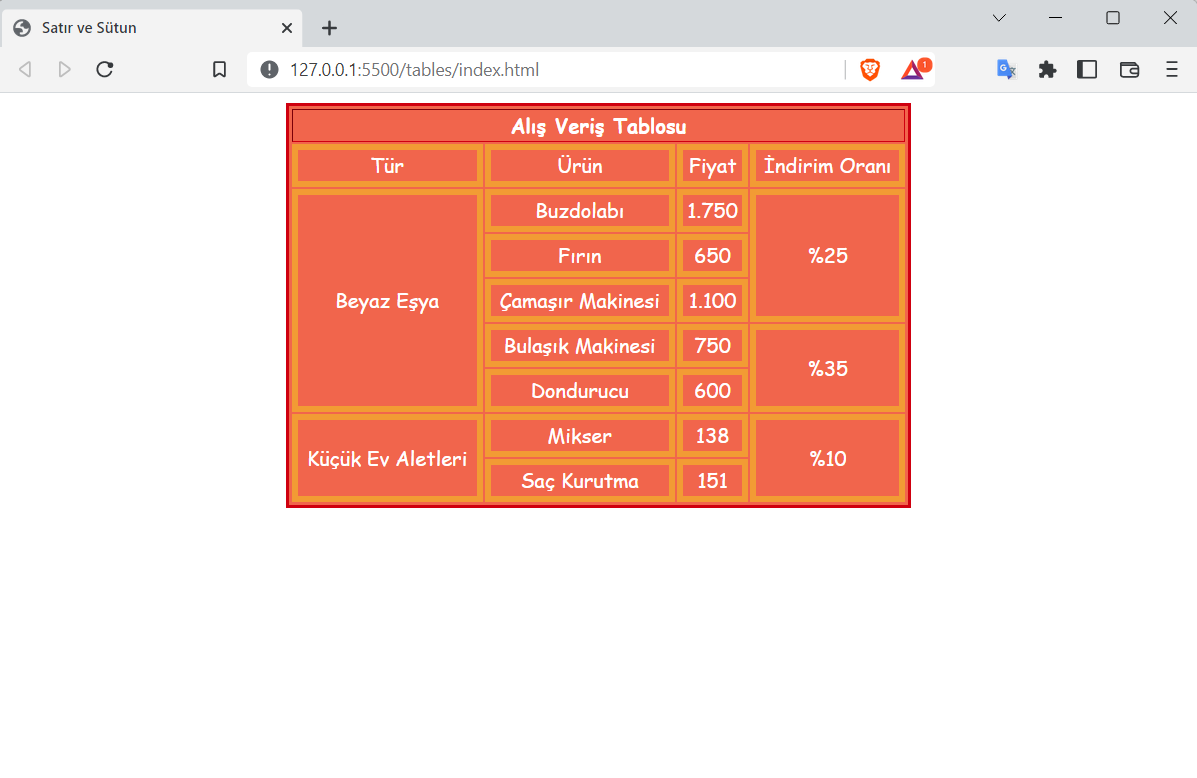 Satır ve Sütun
127.0.0.1:5500/tables/index.html
1
Alış Veriş Tablosu
Tür Ürün Fiyat İndirim Oranı
Beyaz Eşya Buzdolabı 1.750 %25
Fırın 650
Çamaşır Makinesi 1.100
Bulaşık Makinesi 750 %35
Dondurucu 600
Küçük Ev Aletleri Mikser 138 %10
Saç Kurutma 151